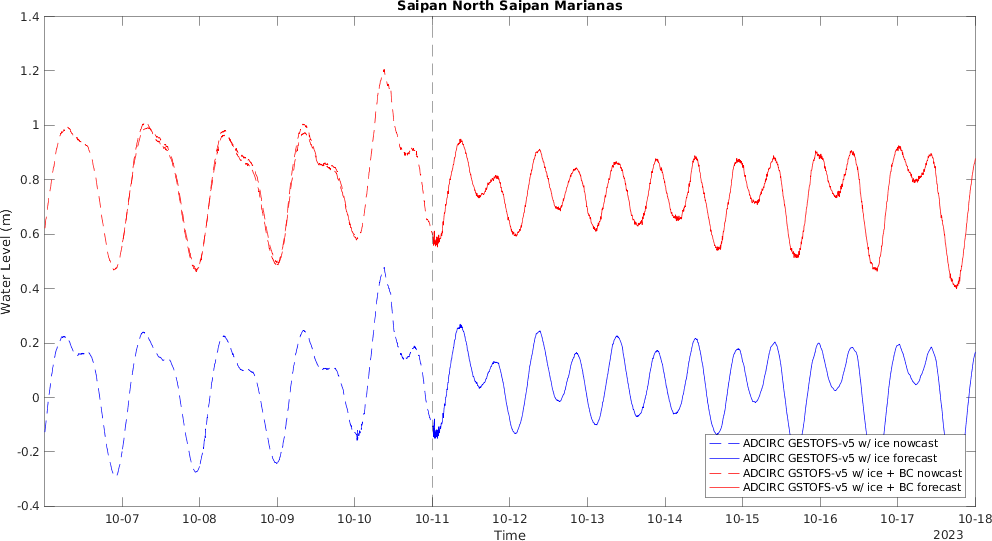 Saipan North Saipan Marianas
1.4
1.2
1
0.8
0.6
0.4
0.2
0
-0.2
-0.4
Water Level (m)
ADCIRC GESTOFS-v5 w/ ice nowcast
ADCIRC GESTOFS-v5 w/ ice forecast
ADCIRC GSTOFS-v5 w/ ice + BC nowcast
ADCIRC GSTOFS-v5 w/ ice + BC forecast
10-07 10-08 10-09 10-10 10-11 10-12 10-13 10-14 10-15 10-16 10-17 10-18
Time
2023